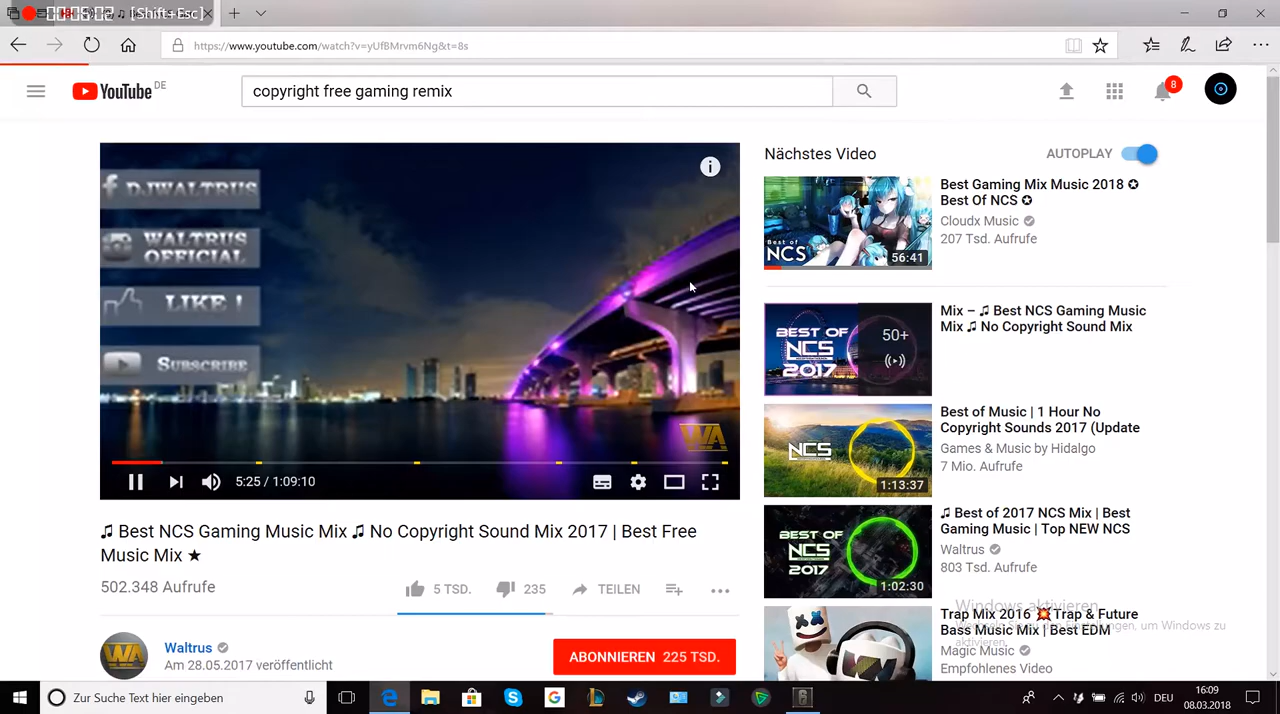 [Shift+Esc]
https://www.youtube.com/watch?v=yUfBMrvm6Ng&t=8s
YouTube DE
copyright free gaming remix
8
DJWALTRUS
WALTRUS
OFFICIAL
LIKE !
SUBSCRIBE
WA
5:25 / 1:09:10
♫ Best NCS Gaming Music Mix ♫ No Copyright Sound Mix 2017 | Best Free
Music Mix ★
502.348 Aufrufe
5 TSD.
235
TEILEN
WA
Waltrus
Am 28.05.2017 veröffentlicht
ABONNIEREN 225 TSD.
Nächstes Video
AUTOPLAY
Best of
NCS
56:41
Best Gaming Mix Music 2018 ✪
Best Of NCS ✪
Cloudx Music
207 Tsd. Aufrufe
BEST OF
NCS
2017
50+
Mix – ♫ Best NCS Gaming Music
Mix ♫ No Copyright Sound Mix
NCS
1:13:37
Best of Music | 1 Hour No
Copyright Sounds 2017 (Update
Games & Music by Hidalgo
7 Mio. Aufrufe
BEST OF
NCS
2017
1:02:30
♫ Best of 2017 NCS Mix | Best
Gaming Music | Top NEW NCS
Waltrus
803 Tsd. Aufrufe
Trap Mix 2016 💥 Trap & Future
Bass Music Mix | Best EDM
Magic Music
Empfohlenes Video
Windows aktivieren
um Windows zu
aktivieren.
Zur Suche Text hier eingeben
DEU
16:09
08.03.2018